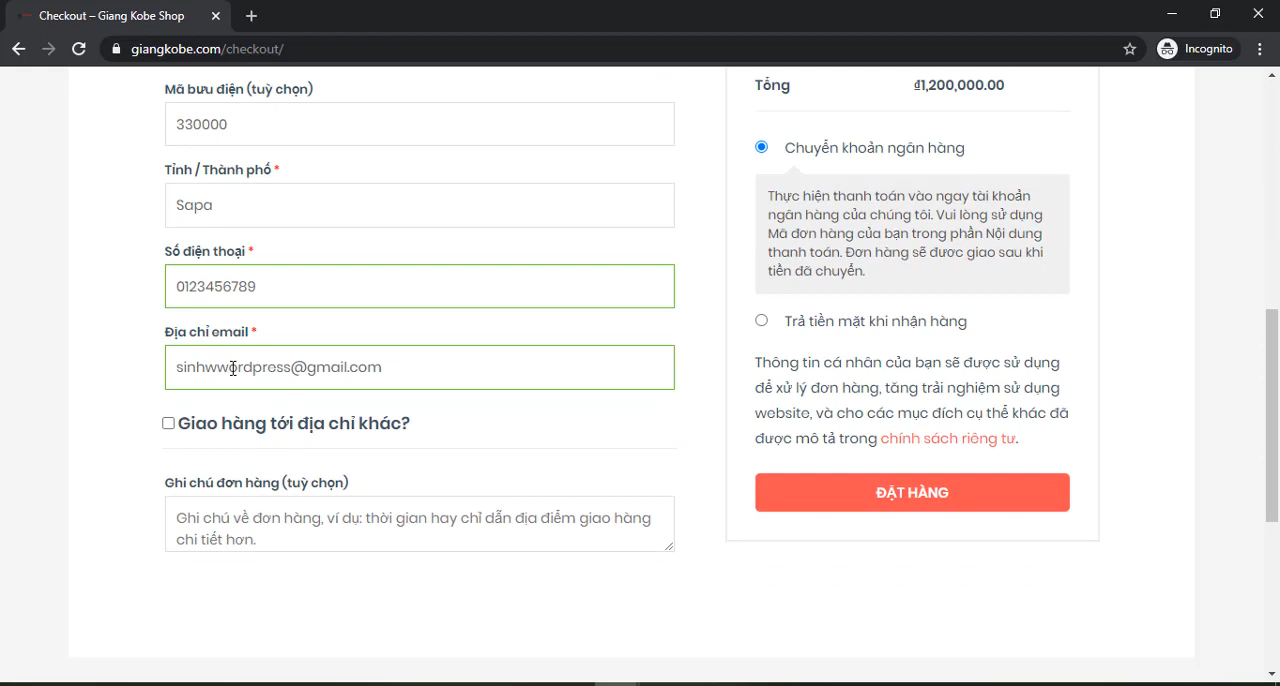 Checkout – Giang Kobe Shop
giangkobe.com/checkout/
Incognito
Mã bưu điện (tuỳ chọn)
330000
Tỉnh / Thành phố *
Sapa
Số điện thoại *
0123456789
Địa chỉ email *
sinhwwordpress@gmail.com
Giao hàng tới địa chỉ khác?
Ghi chú đơn hàng (tuỳ chọn)
Ghi chú về đơn hàng, ví dụ: thời gian hay chỉ dẫn địa điểm giao hàng
chi tiết hơn.
Tổng ₫1,200,000.00
Chuyển khoản ngân hàng
Thực hiện thanh toán vào ngay tài khoản
ngân hàng của chúng tôi. Vui lòng sử dụng
Mã đơn hàng của bạn trong phần Nội dung
thanh toán. Đơn hàng sẽ đươc giao sau khi
tiền đã chuyển.
Trả tiền mặt khi nhận hàng
Thông tin cá nhân của bạn sẽ được sử dụng
để xử lý đơn hàng, tăng trải nghiệm sử dụng
website, và cho các mục đích cụ thể khác đã
được mô tả trong chính sách riêng tư.
ĐẶT HÀNG